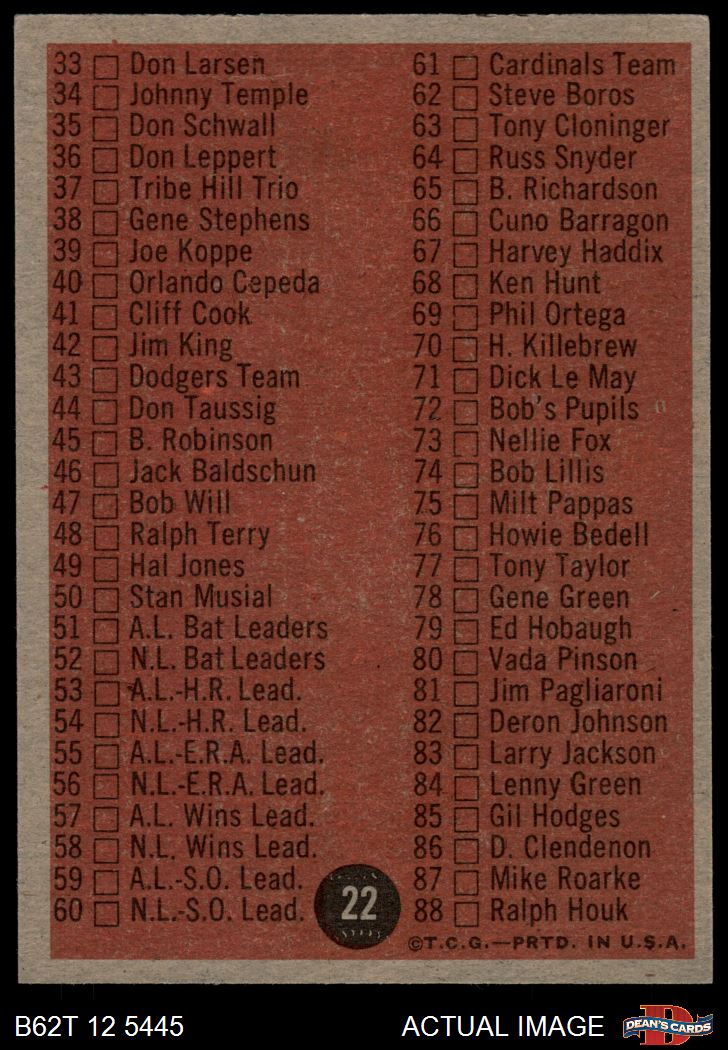 33 Don Larsen
34 Johnny Temple
35 Don Schwall
36 Don Leppert
37 Tribe Hill Trio
38 Gene Stephens
39 Joe Koppe
40 Orlando Cepeda
41 Cliff Cook
42 Jim King
43 Dodgers Team
44 Don Taussig
45 B. Robinson
46 Jack Baldschun
47 Bob Will
48 Ralph Terry
49 Hal Jones
50 Stan Musial
51 A.L. Bat Leaders
52 N.L. Bat Leaders
53 A.L.-H.R. Lead.
54 N.L.-H.R. Lead.
55 A.L.-E.R.A. Lead.
56 N.L.-E.R.A. Lead.
57 A.L. Wins Lead.
58 N.L. Wins Lead.
59 A.L.-S.O. Lead.
60 N.L.-S.O. Lead.
61 Cardinals Team
62 Steve Boros
63 Tony Cloninger
64 Russ Snyder
65 B. Richardson
66 Cuno Barragon
67 Harvey Haddix
68 Ken Hunt
69 Phil Ortega
70 H. Killebrew
71 Dick Le May
72 Bob's Pupils
73 Nellie Fox
74 Bob Lillis
75 Milt Pappas
76 Howie Bedell
77 Tony Taylor
78 Gene Green
79 Ed Hobaugh
80 Vada Pinson
81 Jim Pagliaroni
82 Deron Johnson
83 Larry Jackson
84 Lenny Green
85 Gil Hodges
86 D. Clendenon
87 Mike Roarke
88 Ralph Houk
22
©T.C.G.—PRTD. IN U.S.A.
B62T 12 5445
ACTUAL IMAGE
D
DEAN'S CARDS